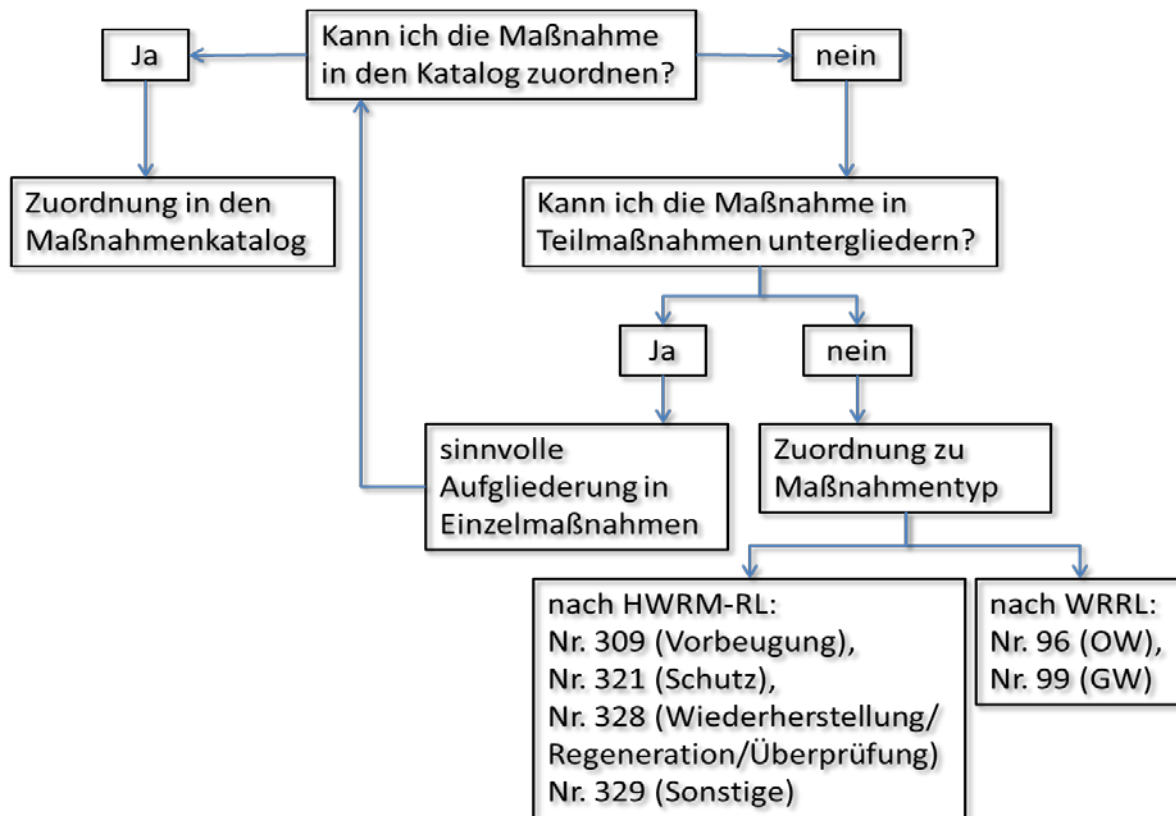 Kann ich die Maßnahme
in den Katalog zuordnen?
Ja
nein
Zuordnung in den
Maßnahmenkatalog
Kann ich die Maßnahme in
Teilmaßnahmen untergliedern?
Ja
nein
sinnvolle
Aufgliederung in
Einzelmaßnahmen
Zuordnung zu
Maßnahmentyp
nach HWRM-RL:
Nr. 309 (Vorbeugung),
Nr. 321 (Schutz),
Nr. 328 (Wiederherstellung/
Regeneration/Überprüfung)
Nr. 329 (Sonstige)
nach WRRL:
Nr. 96 (OW),
Nr. 99 (GW)